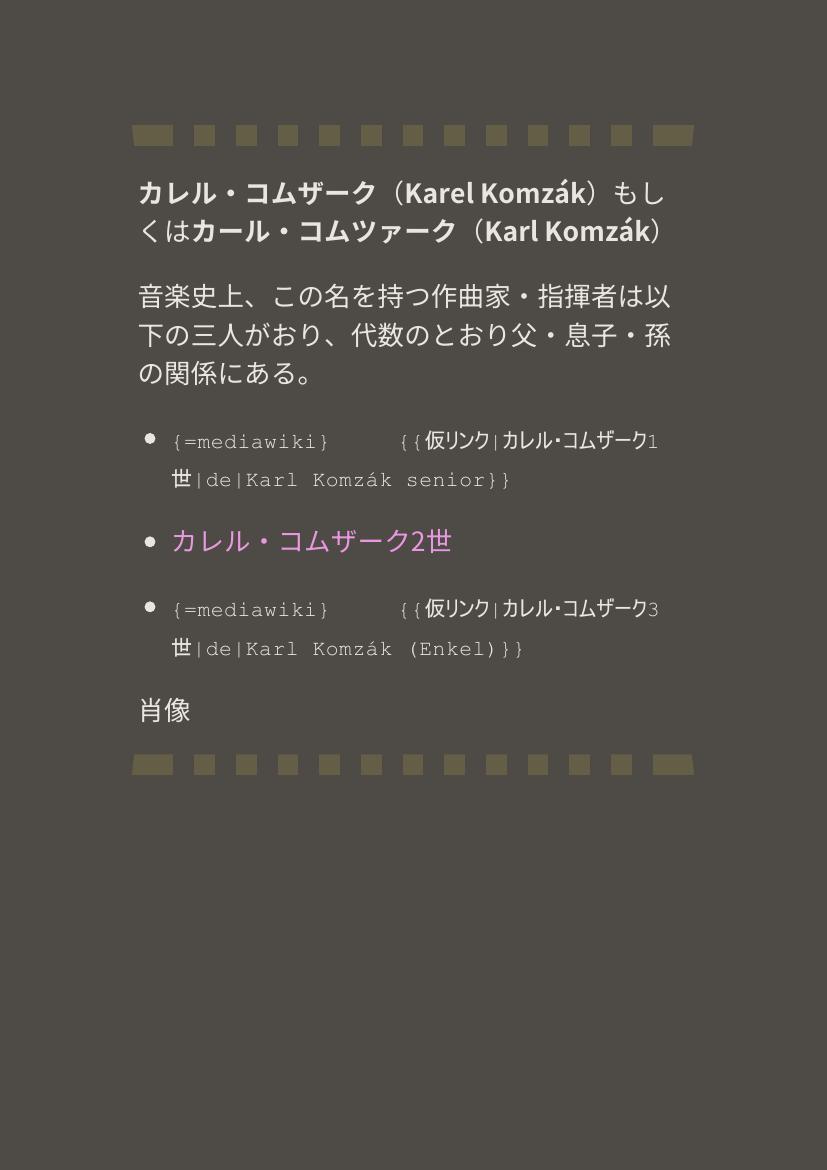 カレル・コムザーク（Karel Komzák）もし
くはカール・コムツァーク（Karl Komzák）
音楽史上、この名を持つ作曲家・指揮者は以
下の三人がおり、代数のとおり父・息子・孫
の関係にある。
{=mediawiki} {{仮リンク|カレル・コムザーク1
世|de|Karl Komzák senior}}
カレル・コムザーク2世
{=mediawiki} {{仮リンク|カレル・コムザーク3
世|de|Karl Komzák (Enkel)}}
肖像